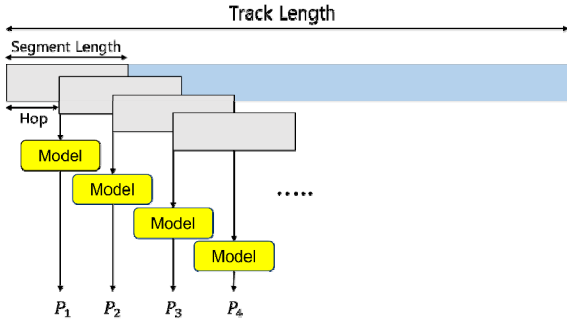 Track Length
Segment Length
Hop
Model
Model
Model
Model
.....
P₁ P₂ P₃ P₄